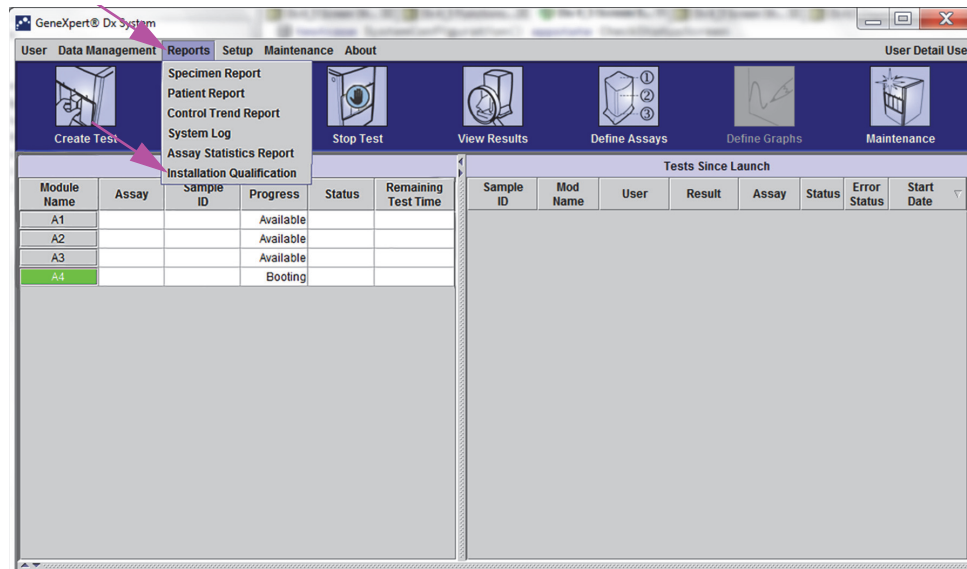 GeneXpert® Dx System
User Data Management Reports Setup Maintenance About User Detail Use
Specimen Report
Patient Report
Control Trend Report
System Log
Assay Statistics Report
Installation Qualification
Create Test Stop Test View Results Define Assays Define Graphs Maintenance
① ② ③
Tests Since Launch
Module Name Assay Sample ID Progress Status Remaining Test Time
A1 Available
A2 Available
A3 Available
A4 Booting
Sample ID Mod Name User Result Assay Status Error Status Start Date